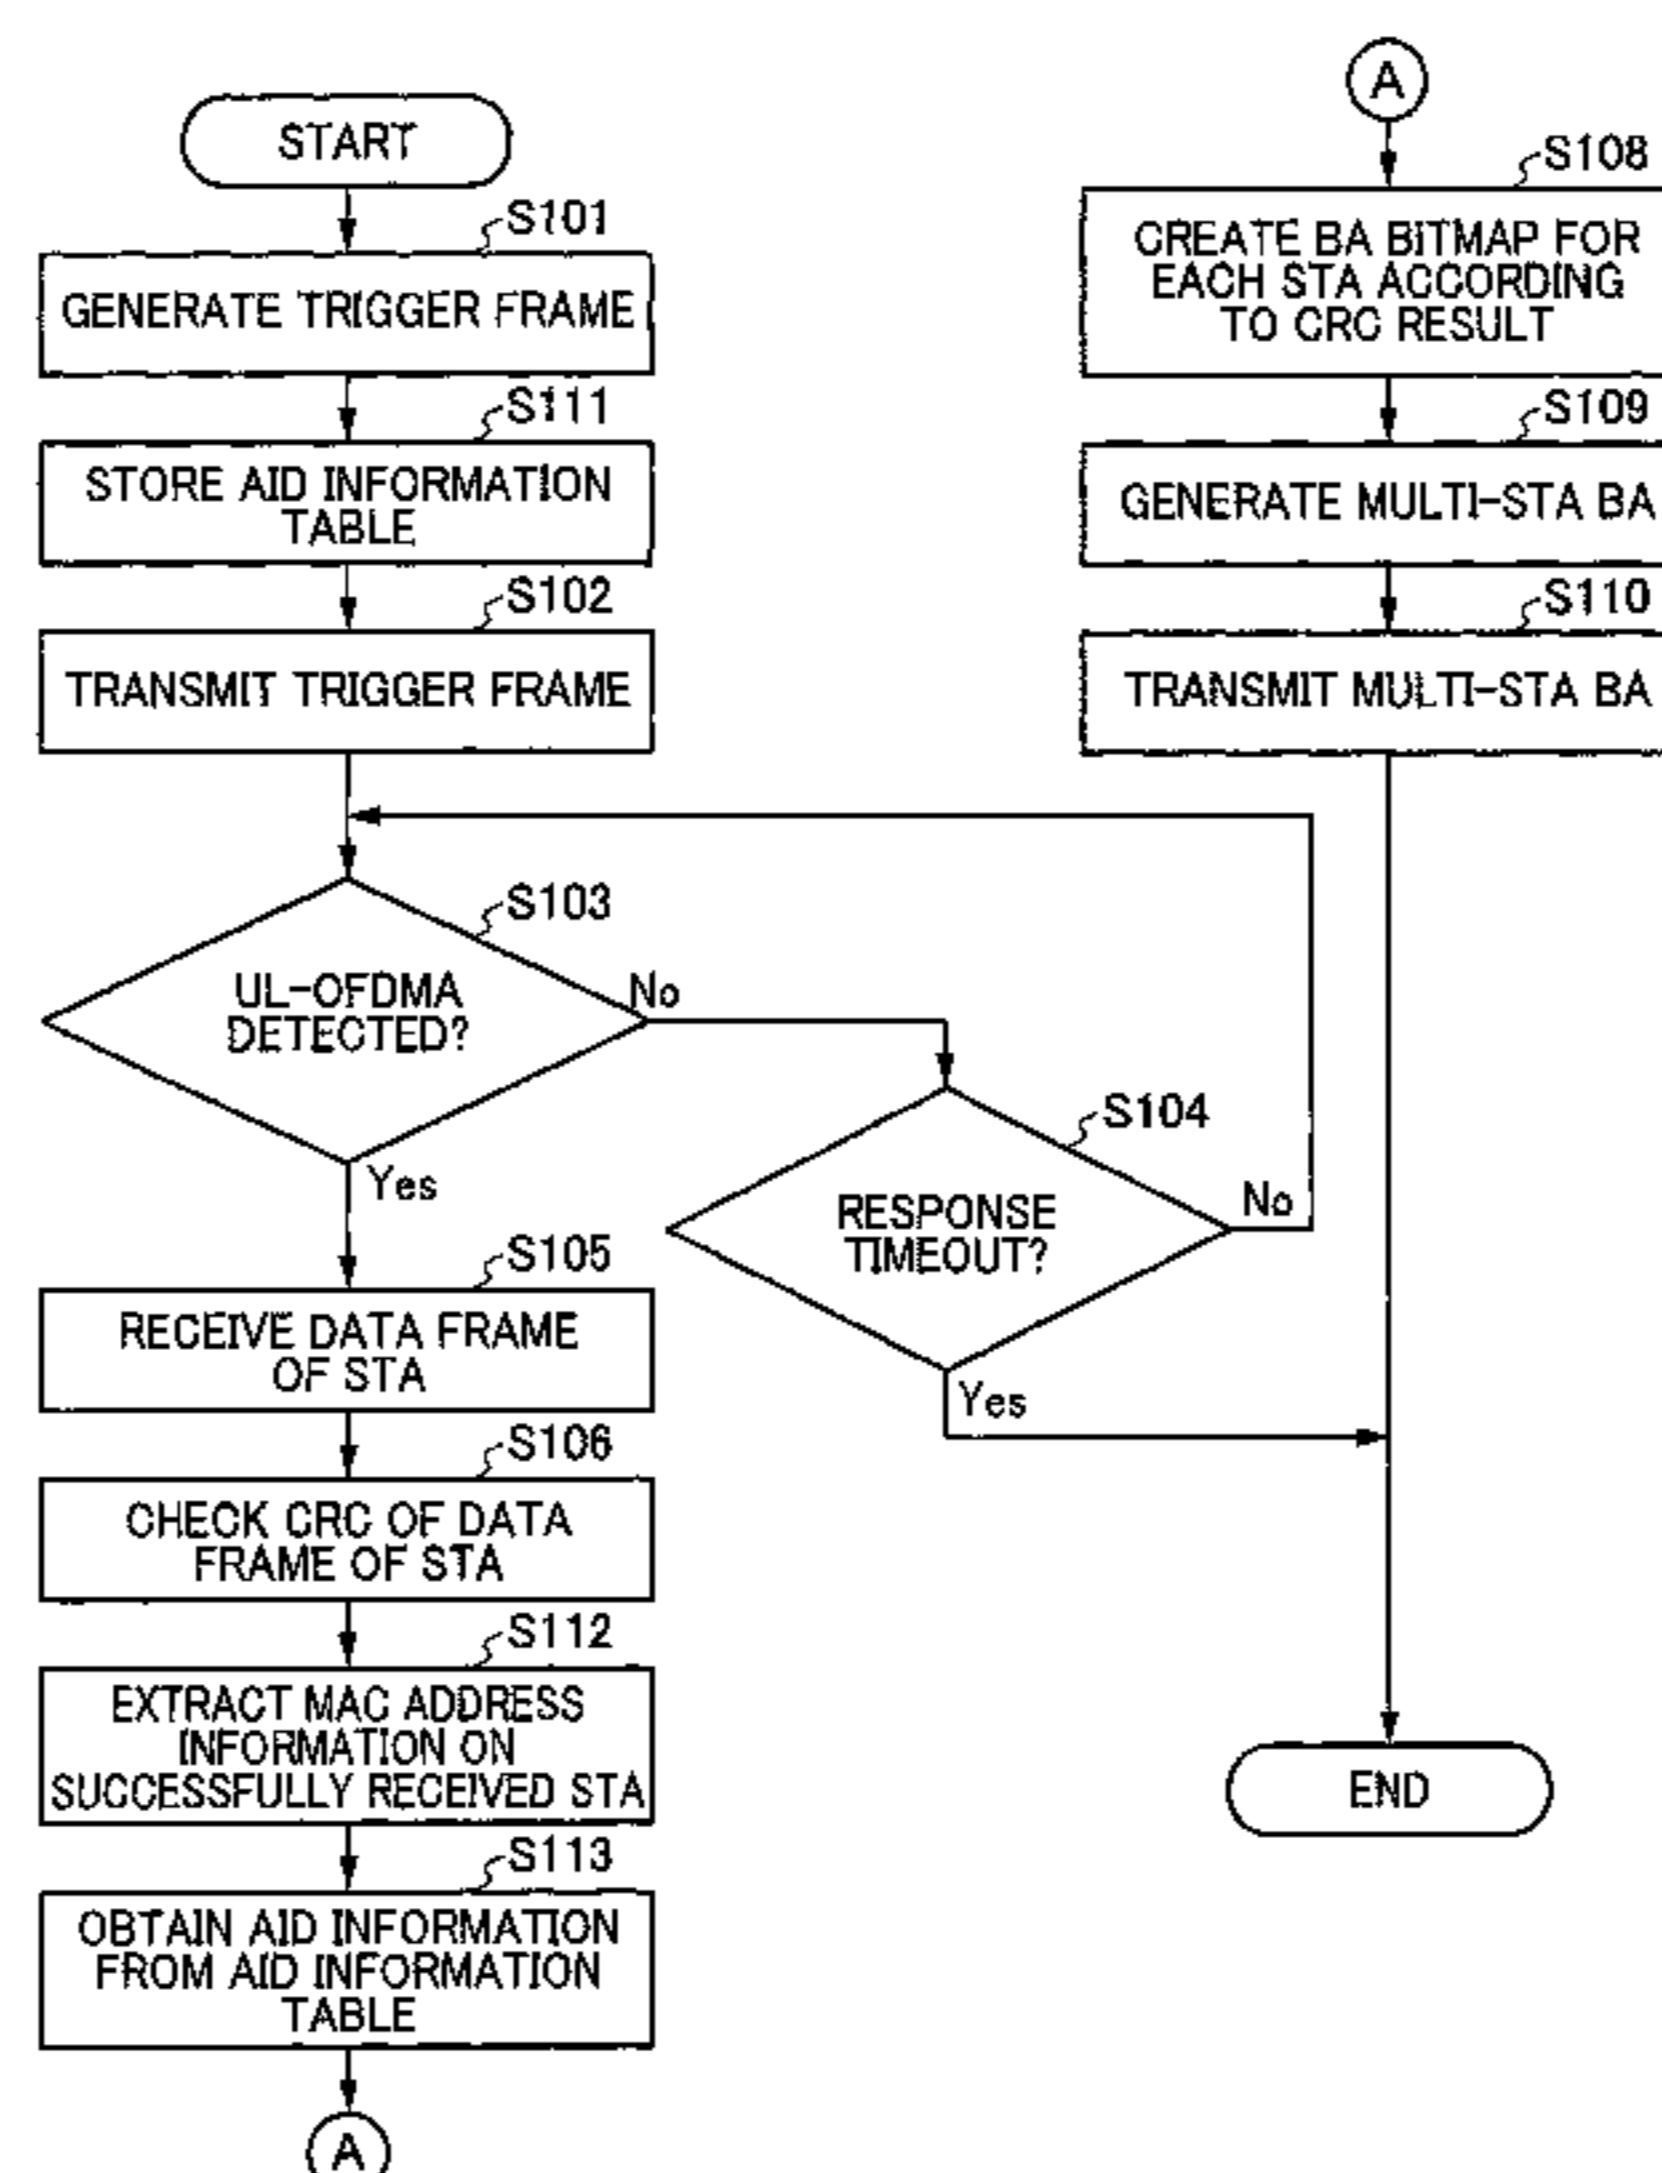 START
S101
GENERATE TRIGGER FRAME
S111
STORE AID INFORMATION
TABLE
S102
TRANSMIT TRIGGER FRAME
S103
UL-OFDMA
DETECTED?
No
Yes
S104
RESPONSE
TIMEOUT?
No
Yes
S105
RECEIVE DATA FRAME
OF STA
S106
CHECK CRC OF DATA
FRAME OF STA
S112
EXTRACT MAC ADDRESS
INFORMATION ON
SUCCESSFULLY RECEIVED STA
S113
OBTAIN AID INFORMATION
FROM AID INFORMATION
TABLE
A
A
S108
CREATE BA BITMAP FOR
EACH STA ACCORDING
TO CRC RESULT
S109
GENERATE MULTI-STA BA
S110
TRANSMIT MULTI-STA BA
END